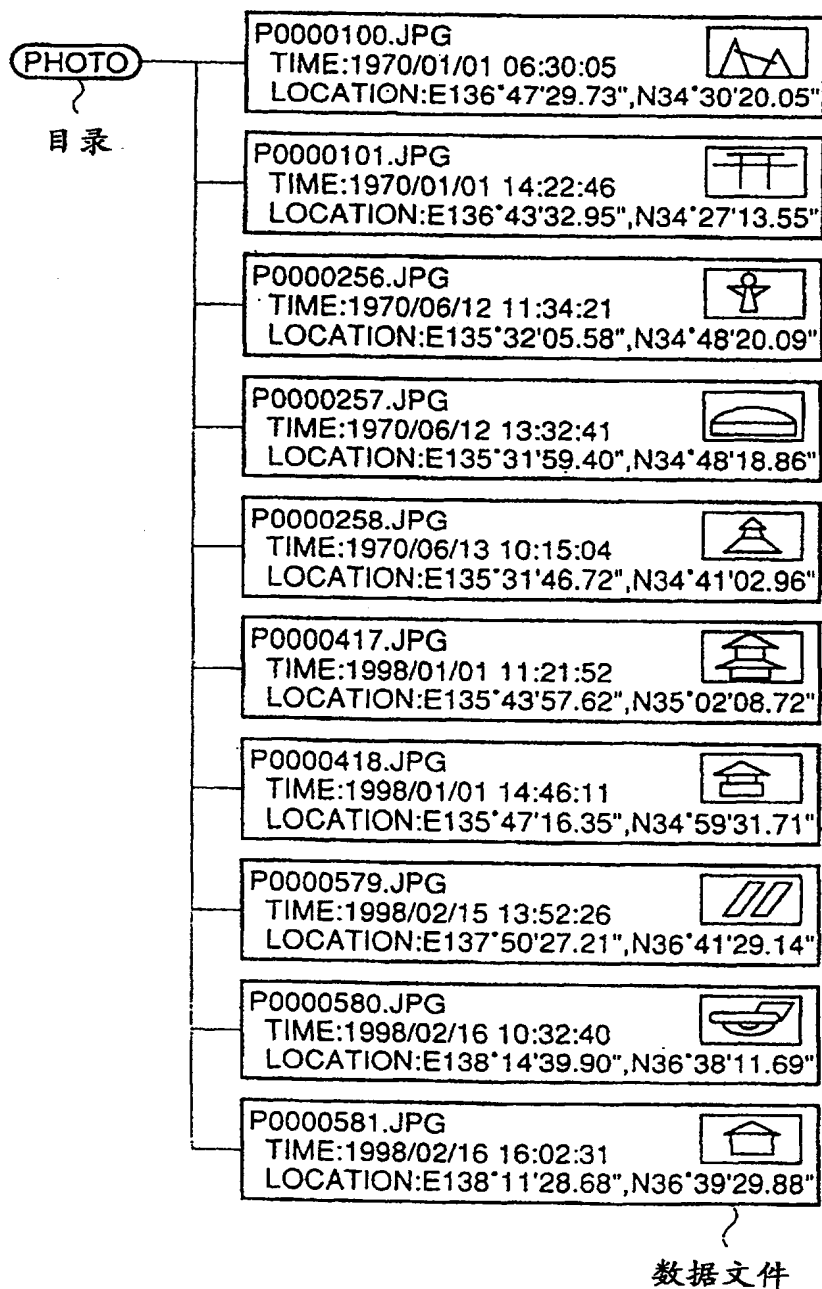 PHOTO
目录
P0000100.JPG
TIME:1970/01/01 06:30:05
LOCATION:E136°47'29.73",N34°30'20.05"
P0000101.JPG
TIME:1970/01/01 14:22:46
LOCATION:E136°43'32.95",N34°27'13.55"
P0000256.JPG
TIME:1970/06/12 11:34:21
LOCATION:E135°32'05.58",N34°48'20.09"
P0000257.JPG
TIME:1970/06/12 13:32:41
LOCATION:E135°31'59.40",N34°48'18.86"
P0000258.JPG
TIME:1970/06/13 10:15:04
LOCATION:E135°31'46.72",N34°41'02.96"
P0000417.JPG
TIME:1998/01/01 11:21:52
LOCATION:E135°43'57.62",N35°02'08.72"
P0000418.JPG
TIME:1998/01/01 14:46:11
LOCATION:E135°47'16.35",N34°59'31.71"
P0000579.JPG
TIME:1998/02/15 13:52:26
LOCATION:E137°50'27.21",N36°41'29.14"
P0000580.JPG
TIME:1998/02/16 10:32:40
LOCATION:E138°14'39.90",N36°38'11.69"
P0000581.JPG
TIME:1998/02/16 16:02:31
LOCATION:E138°11'28.68",N36°39'29.88"
数据文件